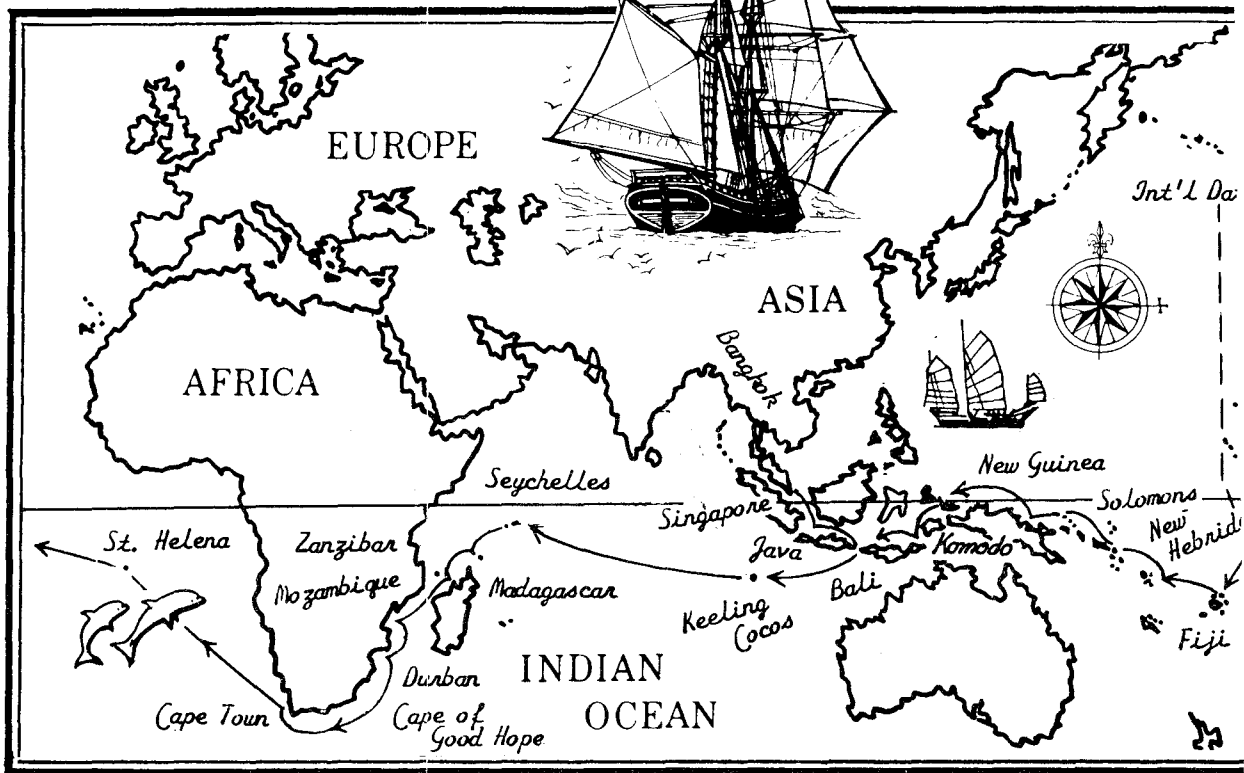 EUROPE
Int'l Da
ASIA
Bangkok
AFRICA
New Guinea
Seychelles
Solomons
Singapore
New
Hebrid
St. Helena
Zanzibar
Java
Komodo
Mozambique
Madagascar
Bali
Keeling
Cocos
Fiji
Durban
INDIAN
OCEAN
Cape Town
Cape of
Good Hope